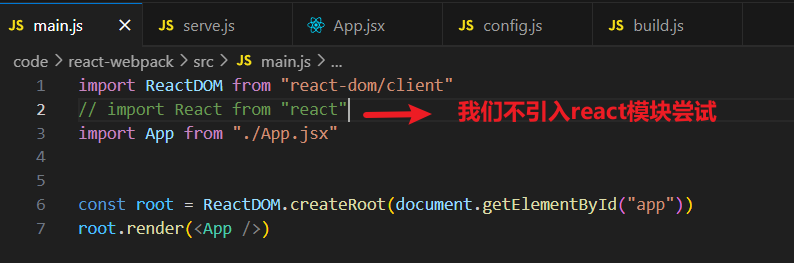 JS main.js × JS serve.js App.jsx JS config.js JS build.js
code > react-webpack > src > JS main.js > ...
1 import ReactDOM from "react-dom/client"
2 // import React from "react" 我们不引入react模块尝试
3 import App from "./App.jsx"
4
5
6 const root = ReactDOM.createRoot(document.getElementById("app"))
7 root.render(<App />)